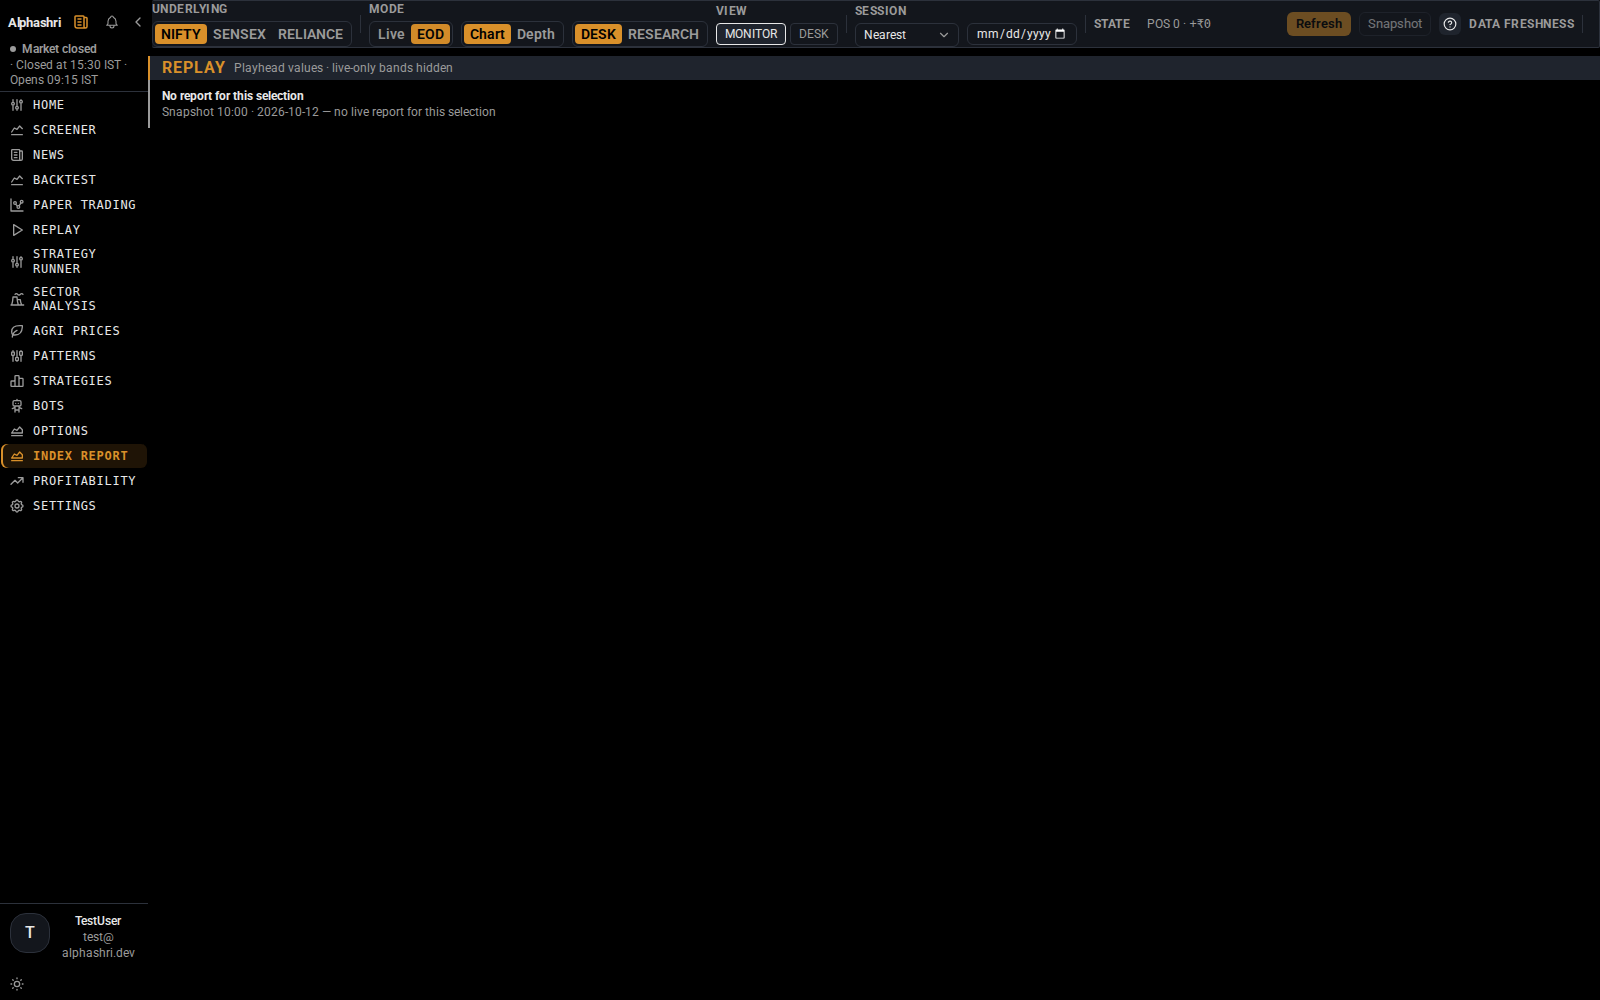 Alphashri
Market closed
· Closed at 15:30 IST ·
Opens 09:15 IST
HOME
SCREENER
NEWS
BACKTEST
PAPER TRADING
REPLAY
STRATEGY
RUNNER
SECTOR
ANALYSIS
AGRI PRICES
PATTERNS
STRATEGIES
BOTS
OPTIONS
INDEX REPORT
PROFITABILITY
SETTINGS
T
TestUser
test@
alphashri.dev
UNDERLYING
NIFTY SENSEX RELIANCE
MODE
Live EOD Chart Depth DESK RESEARCH
VIEW
MONITOR DESK
SESSION
Nearest mm/dd/yyyy
STATE POS 0 · +₹0
Refresh Snapshot DATA FRESHNESS
REPLAY Playhead values · live-only bands hidden
No report for this selection
Snapshot 10:00 · 2026-10-12 — no live report for this selection